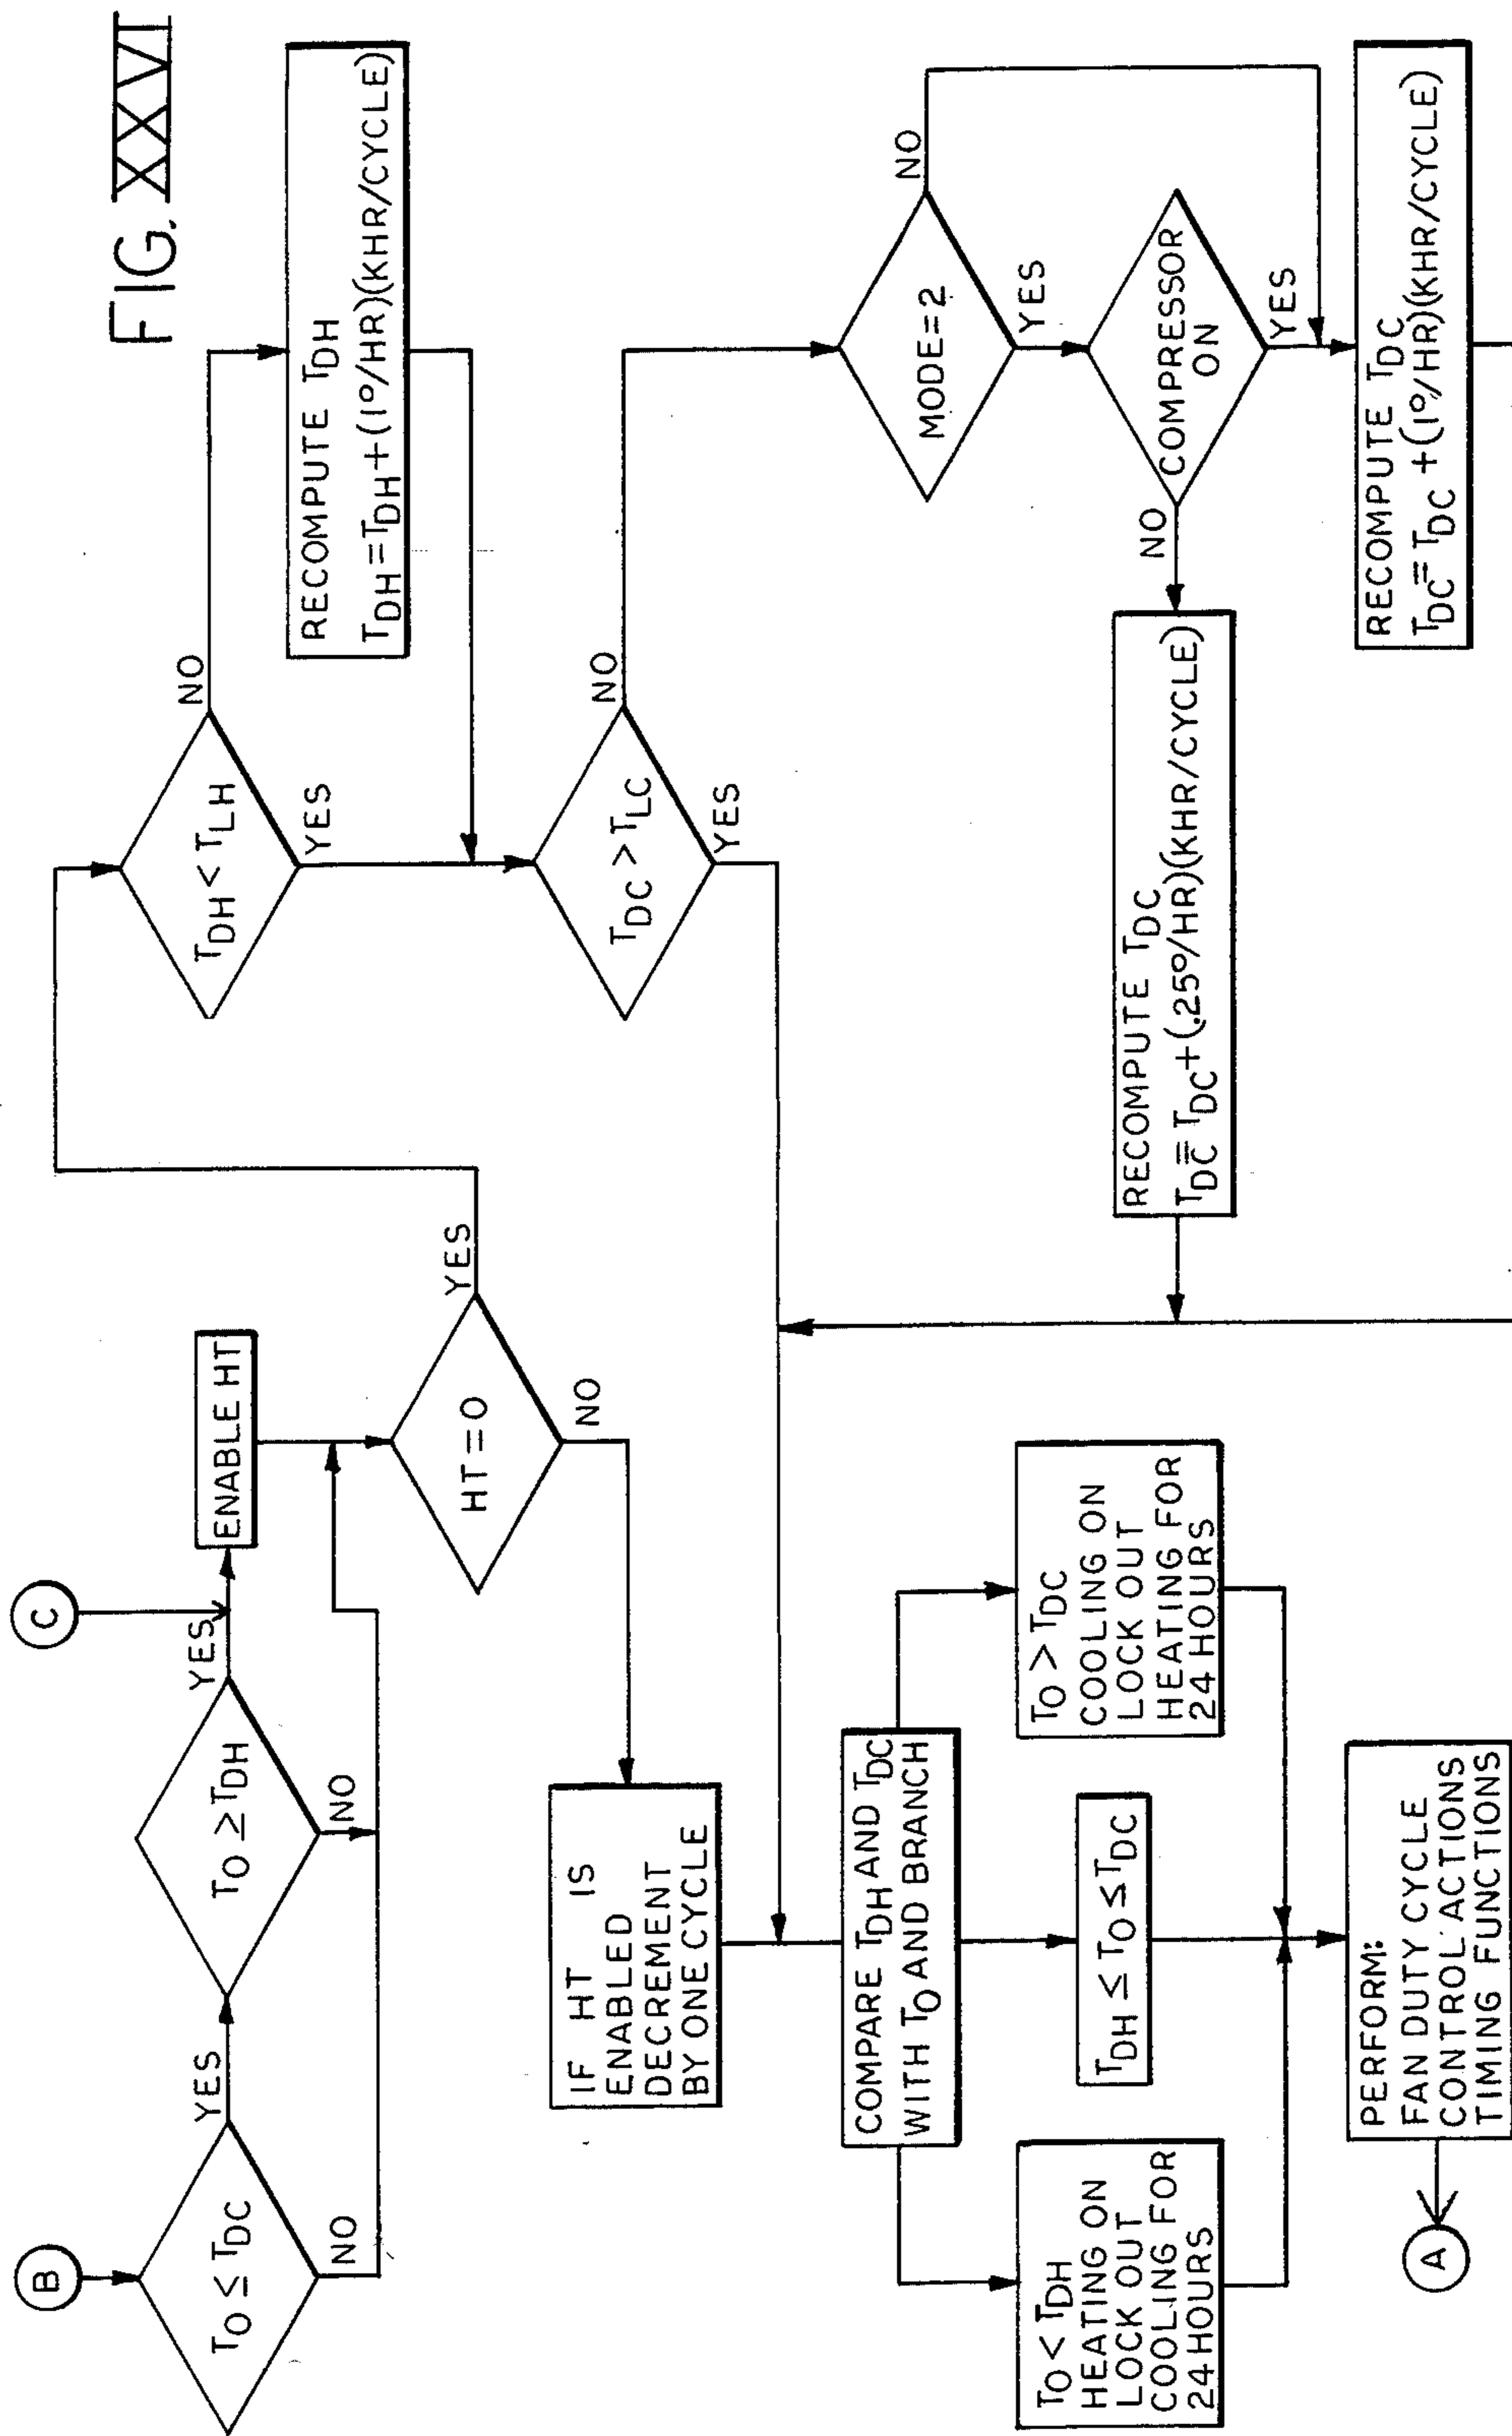 FIG. XXVI
B
T_O ≤ T_DC
YES
NO
T_O ≥ T_DH
YES
NO
C
ENABLE HT
HT=0
YES
NO
IF HT IS
ENABLED
DECREMENT
BY ONE CYCLE
T_DH < T_LH
NO
YES
RECOMPUTE T_DH
T_DH=T_DH+(1°/HR)(KHR/CYCLE)
T_DC > T_LC
NO
YES
MODE=2
NO
YES
COMPRESSOR
ON
NO
YES
RECOMPUTE T_DC
T_DC=T_DC+(.25°/HR)(KHR/CYCLE)
RECOMPUTE T_DC
T_DC=T_DC+(1°/HR)(KHR/CYCLE)
COMPARE T_DH AND T_DC
WITH T_O AND BRANCH
T_O < T_DH
HEATING ON
LOCK OUT
COOLING FOR
24 HOURS
T_DH ≤ T_O ≤ T_DC
T_O > T_DC
COOLING ON
LOCK OUT
HEATING FOR
24 HOURS
PERFORM:
FAN DUTY CYCLE
CONTROL ACTIONS
TIMING FUNCTIONS
A